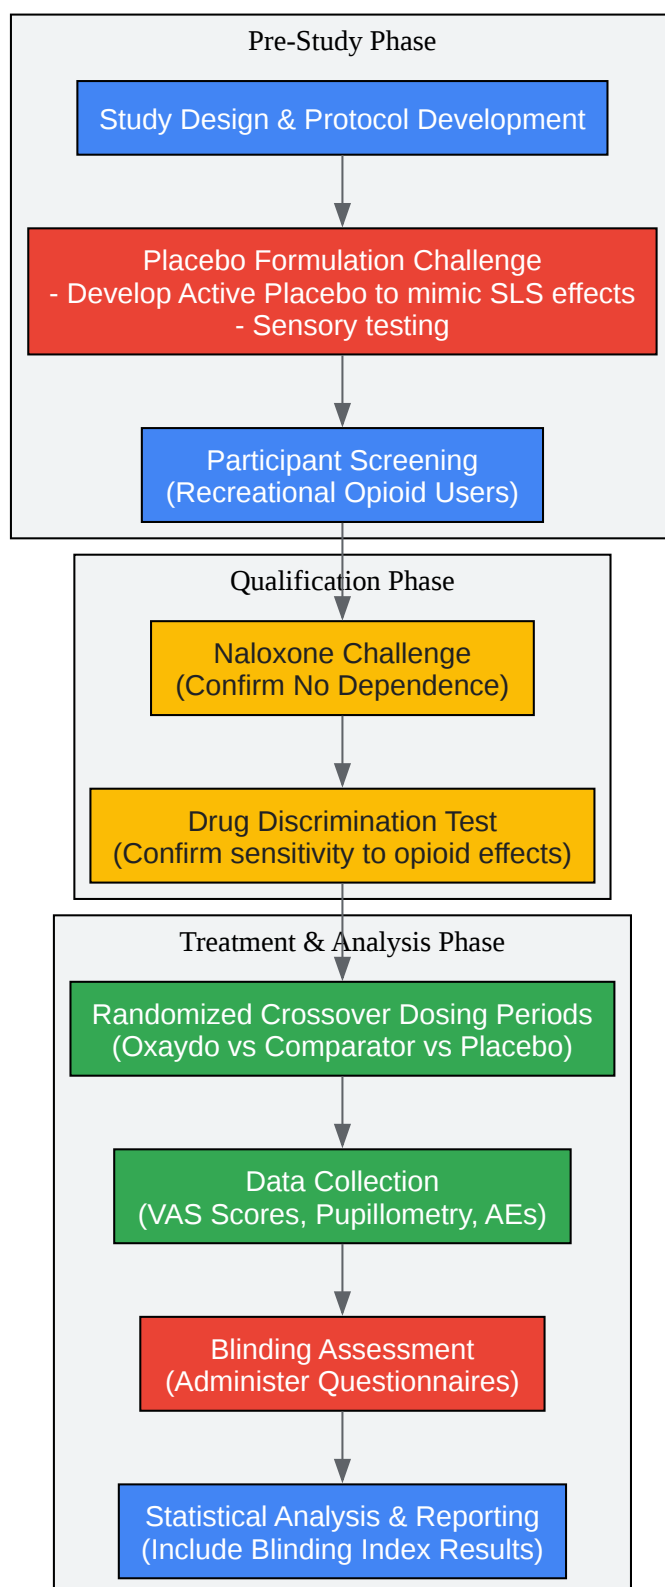 Pre-Study Phase
Study Design & Protocol Development
Placebo Formulation Challenge
- Develop Active Placebo to mimic SLS effects
- Sensory testing
Participant Screening
(Recreational Opioid Users)
Qualification Phase
Naloxone Challenge
(Confirm No Dependence)
Drug Discrimination Test
(Confirm sensitivity to opioid effects)
Treatment & Analysis Phase
Randomized Crossover Dosing Periods
(Oxaydo vs Comparator vs Placebo)
Data Collection
(VAS Scores, Pupillometry, AEs)
Blinding Assessment
(Administer Questionnaires)
Statistical Analysis & Reporting
(Include Blinding Index Results)